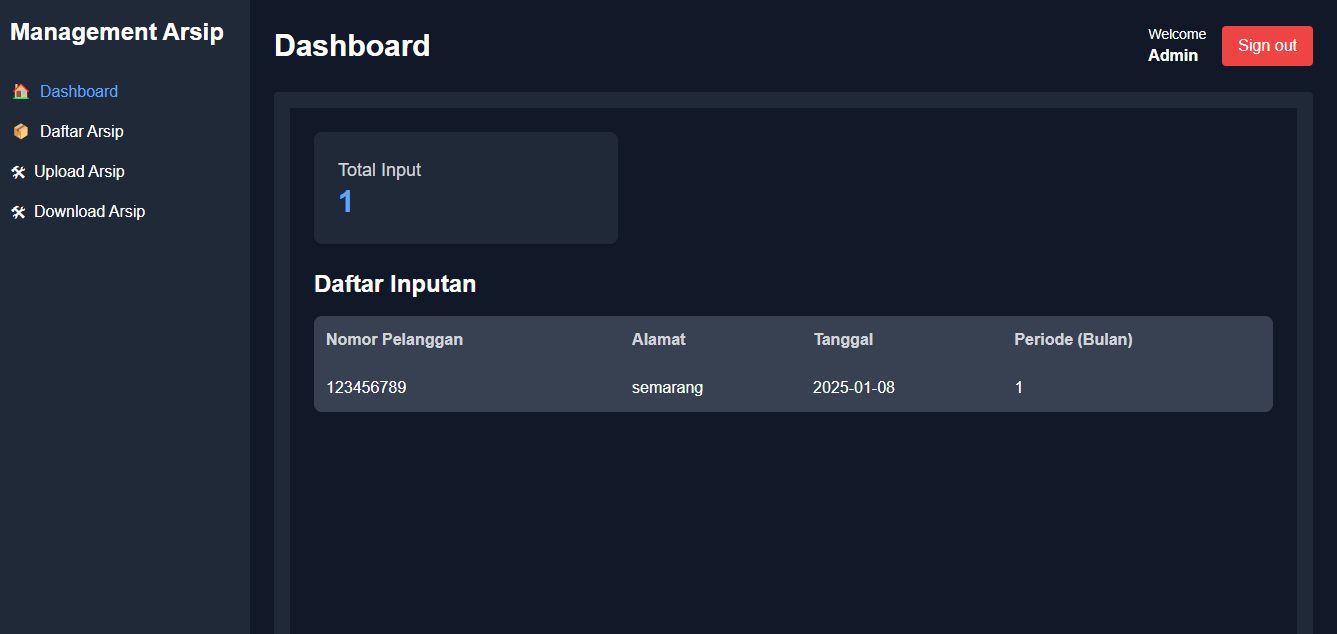 Management Arsip
Dashboard
Daftar Arsip
Upload Arsip
Download Arsip
Dashboard
Welcome
Admin
Sign out
Total Input
1
Daftar Inputan
Nomor Pelanggan Alamat Tanggal Periode (Bulan)
123456789 semarang 2025-01-08 1